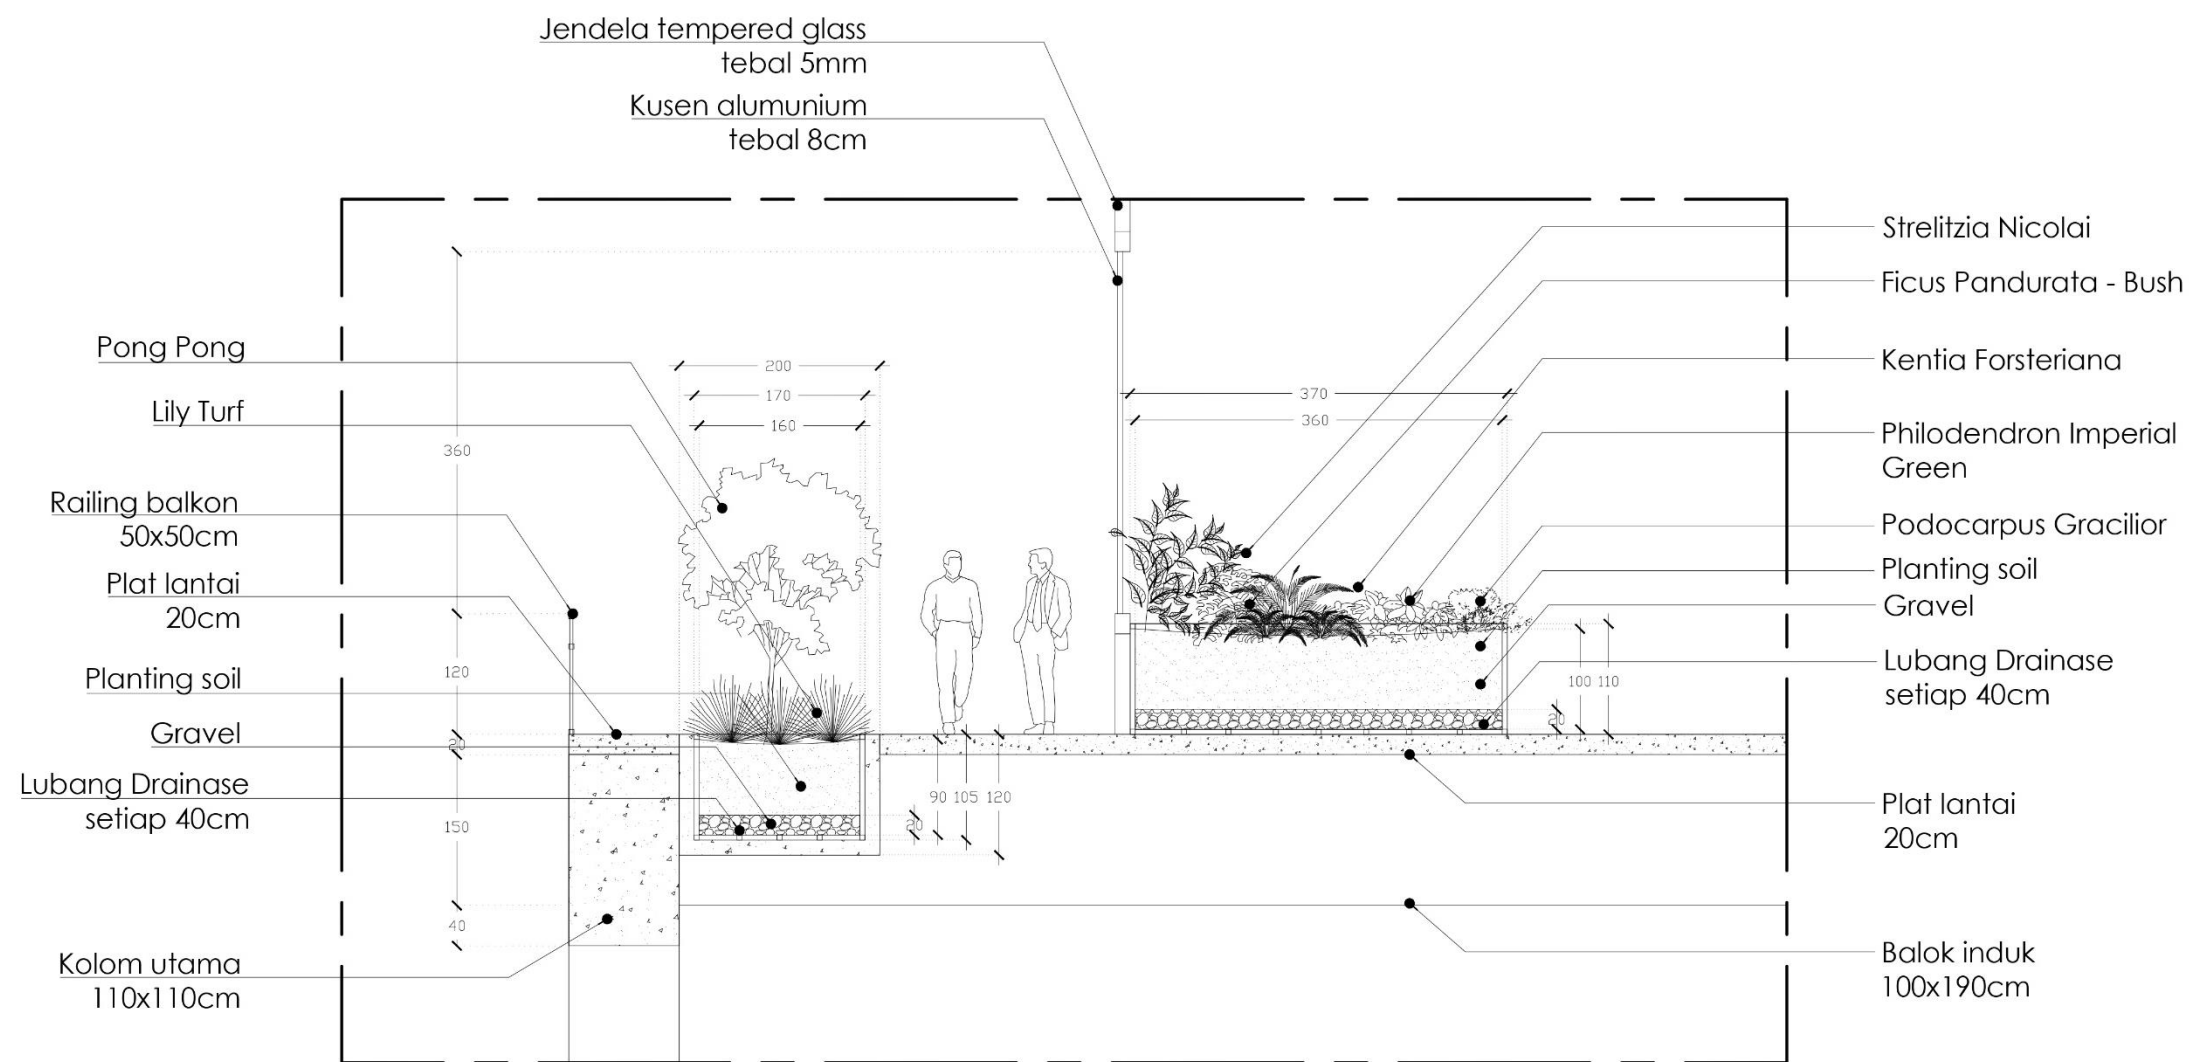 Jendela tempered glass
tebal 5mm
Kusen alumunium
tebal 8cm
Pong Pong
Lily Turf
Railing balkon
50x50cm
Plat lantai
20cm
Planting soil
Gravel
Lubang Drainase
setiap 40cm
Kolom utama
110x110cm
360
120
20
150
40
200
170
160
90 105 120
20
370
360
100 110
20
Strelitzia Nicolai
Ficus Pandurata - Bush
Kentia Forsteriana
Philodendron Imperial
Green
Podocarpus Gracilior
Planting soil
Gravel
Lubang Drainase
setiap 40cm
Plat lantai
20cm
Balok induk
100x190cm